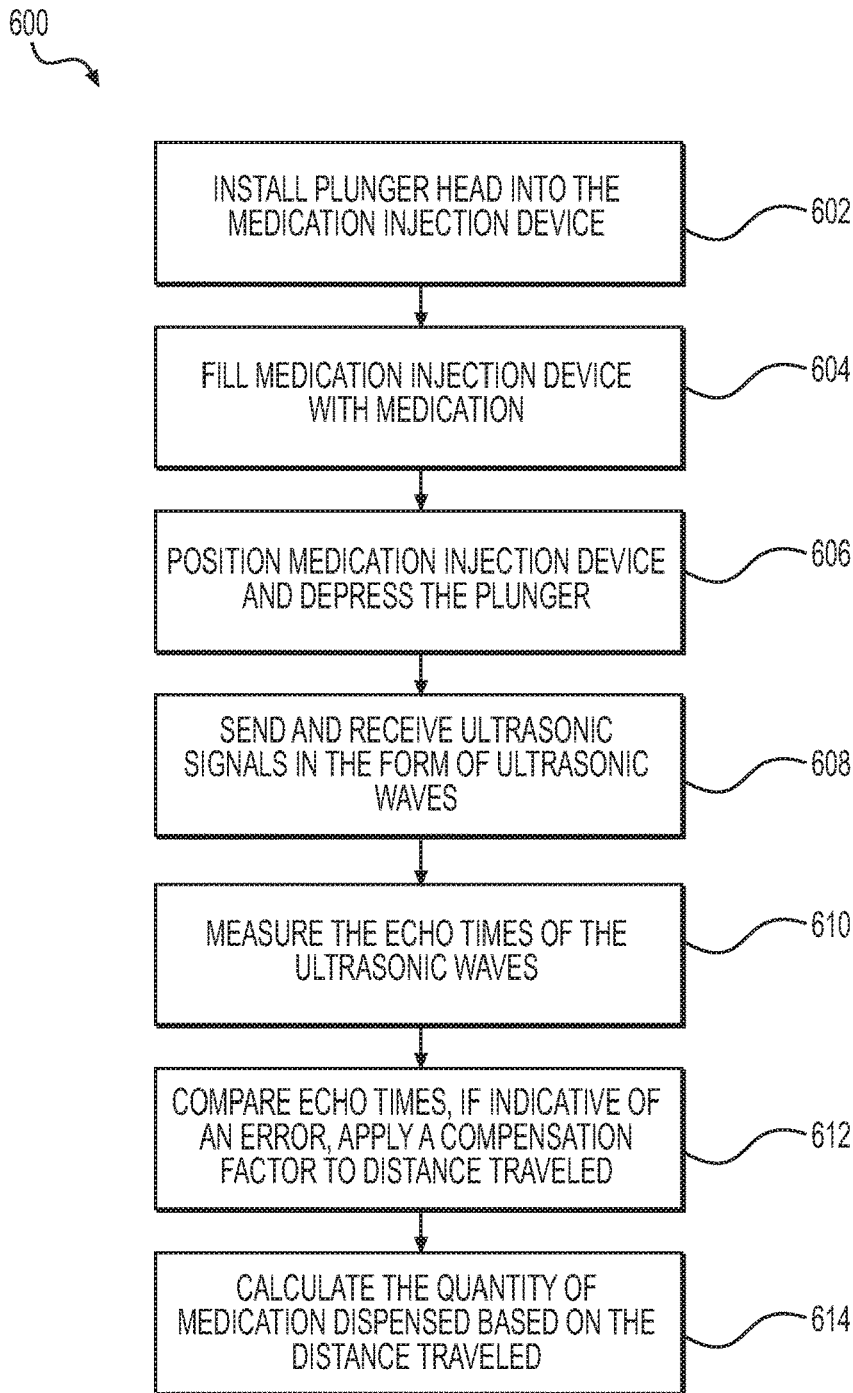 600
INSTALL PLUNGER HEAD INTO THE
MEDICATION INJECTION DEVICE
602
FILL MEDICATION INJECTION DEVICE
WITH MEDICATION
604
POSITION MEDICATION INJECTION DEVICE
AND DEPRESS THE PLUNGER
606
SEND AND RECEIVE ULTRASONIC
SIGNALS IN THE FORM OF ULTRASONIC
WAVES
608
MEASURE THE ECHO TIMES OF THE
ULTRASONIC WAVES
610
COMPARE ECHO TIMES, IF INDICATIVE OF
AN ERROR, APPLY A COMPENSATION
FACTOR TO DISTANCE TRAVELED
612
CALCULATE THE QUANTITY OF
MEDICATION DISPENSED BASED ON THE
DISTANCE TRAVELED
614